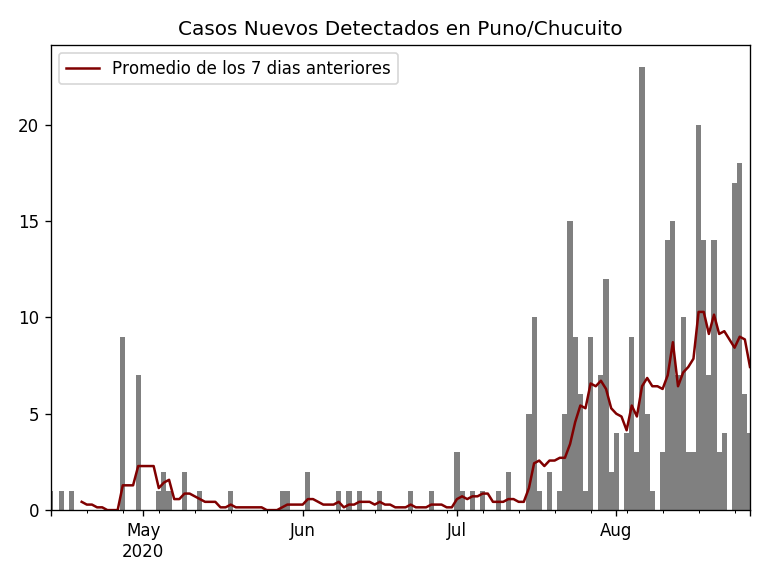 Casos Nuevos Detectados en Puno/Chucuito
Promedio de los 7 dias anteriores
20
15
10
5
0
May
2020
Jun
Jul
Aug